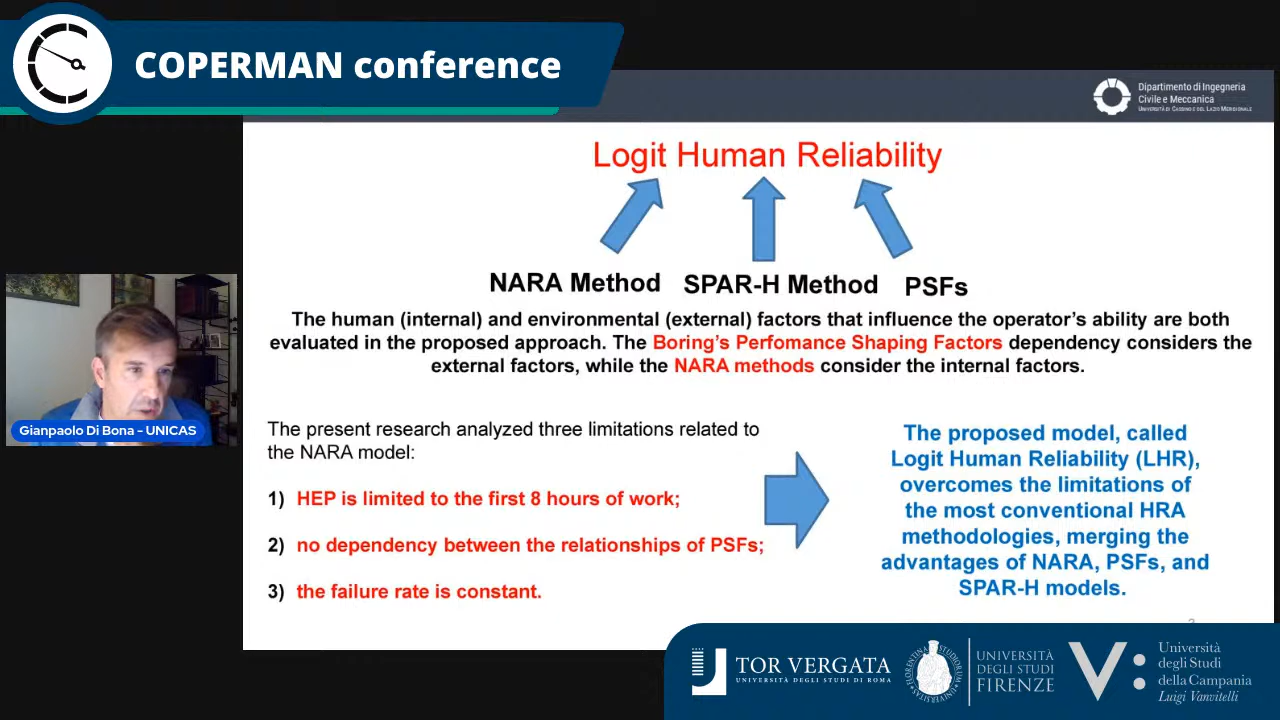 COPERMAN conference
Dipartimento di Ingegneria
Civile e Meccanica
Università di Cassino e del Lazio Meridionale
Logit Human Reliability
NARA Method SPAR-H Method PSFs
The human (internal) and environmental (external) factors that influence the operator's ability are both
evaluated in the proposed approach. The Boring's Perfomance Shaping Factors dependency considers the
external factors, while the NARA methods consider the internal factors.
Gianpaolo Di Bona - UNICAS
The present research analyzed three limitations related to
the NARA model:
1) HEP is limited to the first 8 hours of work;
2) no dependency between the relationships of PSFs;
3) the failure rate is constant.
The proposed model, called
Logit Human Reliability (LHR),
overcomes the limitations of
the most conventional HRA
methodologies, merging the
advantages of NARA, PSFs, and
SPAR-H models.
TOR VERGATA
UNIVERSITÀ DEGLI STUDI DI ROMA
UNIVERSITÀ
DEGLI STUDI
FIRENZE
V:
Università
degli Studi
della Campania
Luigi Vanvitelli